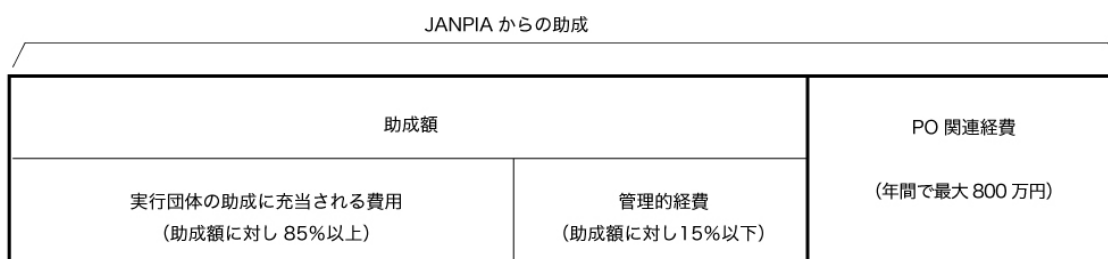 JANPIA からの助成
助成額
PO 関連経費
(年間で最大 800 万円)
実行団体の助成に充当される費用
(助成額に対し 85%以上)
管理的経費
(助成額に対し15%以下)